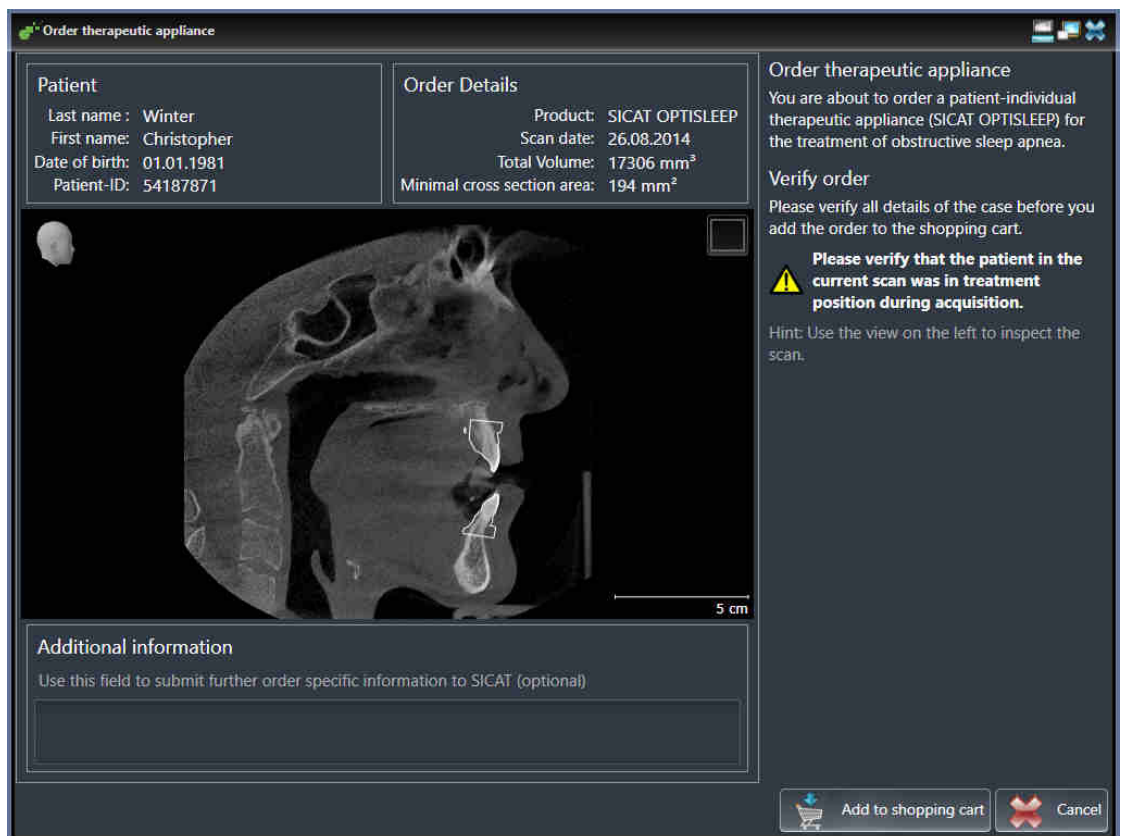 Order therapeutic appliance
Patient
Last name : Winter
First name: Christopher
Date of birth: 01.01.1981
Patient-ID: 54187871
Order Details
Product: SICAT OPTISLEEP
Scan date: 26.08.2014
Total Volume: 17306 mm³
Minimal cross section area: 194 mm²
5 cm
Additional information
Use this field to submit further order specific information to SICAT (optional)
Order therapeutic appliance
You are about to order a patient-individual
therapeutic appliance (SICAT OPTISLEEP) for
the treatment of obstructive sleep apnea.
Verify order
Please verify all details of the case before you
add the order to the shopping cart.
Please verify that the patient in the
current scan was in treatment
position during acquisition.
Hint: Use the view on the left to inspect the
scan.
Add to shopping cart
Cancel